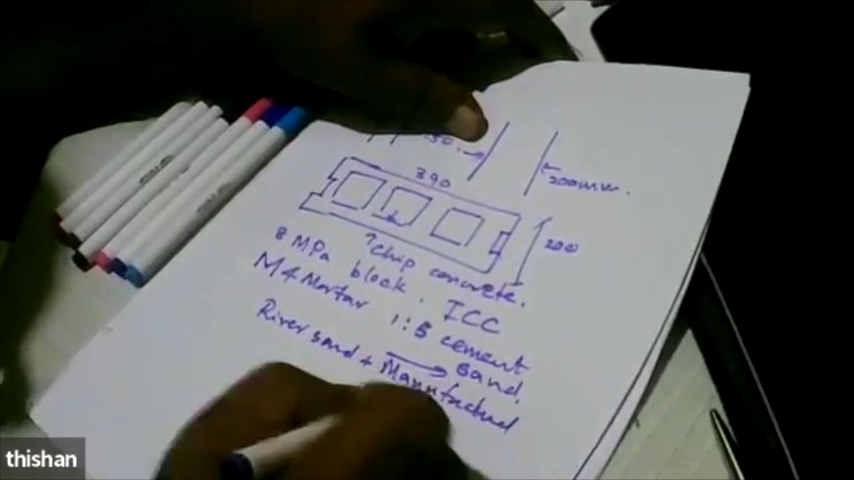 200mm.
390
200
↑ chip concrete.
8 MPa block. ICC
M4 Mortar 1:5 cement
sand.
River sand + Manufactured
thishan